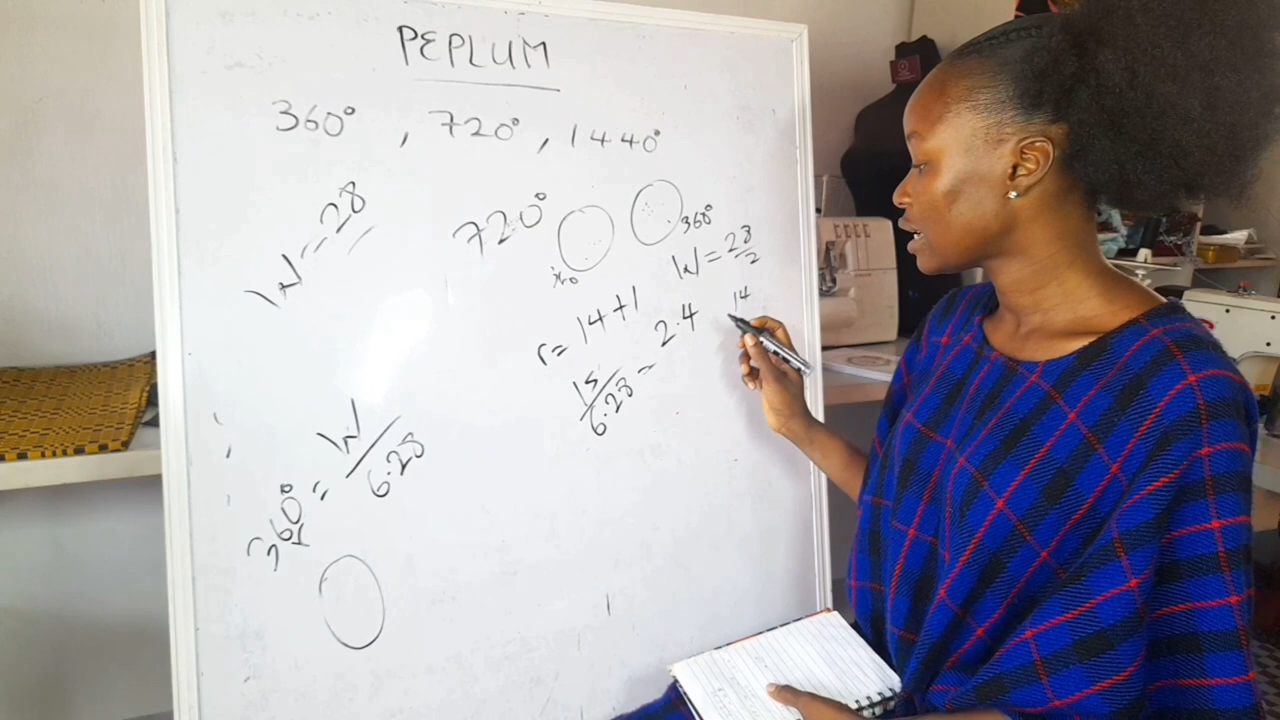 PEPLUM
360° , 720° , 1440°
W = 28
720°
360°
W = 28/2
14
r = 14 + 1
15/6.28 = 2.4
360° = W/6.28